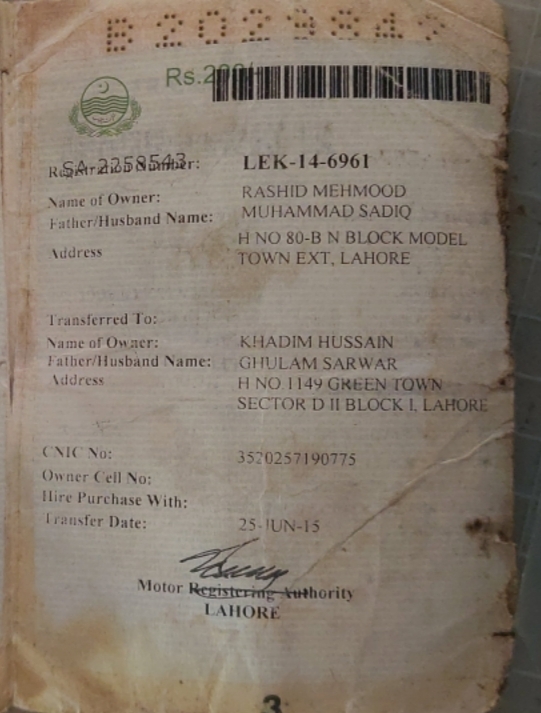 B 2029842
Rs.200/-
SA-2258543
Registration Number: LEK-14-6961
Name of Owner: RASHID MEHMOOD
Father/Husband Name: MUHAMMAD SADIQ
Address H NO 80-B N BLOCK MODEL
TOWN EXT, LAHORE
Transferred To:
Name of Owner: KHADIM HUSSAIN
Father/Husband Name: GHULAM SARWAR
Address H NO.1149 GREEN TOWN
SECTOR D II BLOCK I, LAHORE
CNIC No: 3520257190775
Owner Cell No:
Hire Purchase With:
Transfer Date: 25-JUN-15
Motor Registering Authority
LAHORE
3